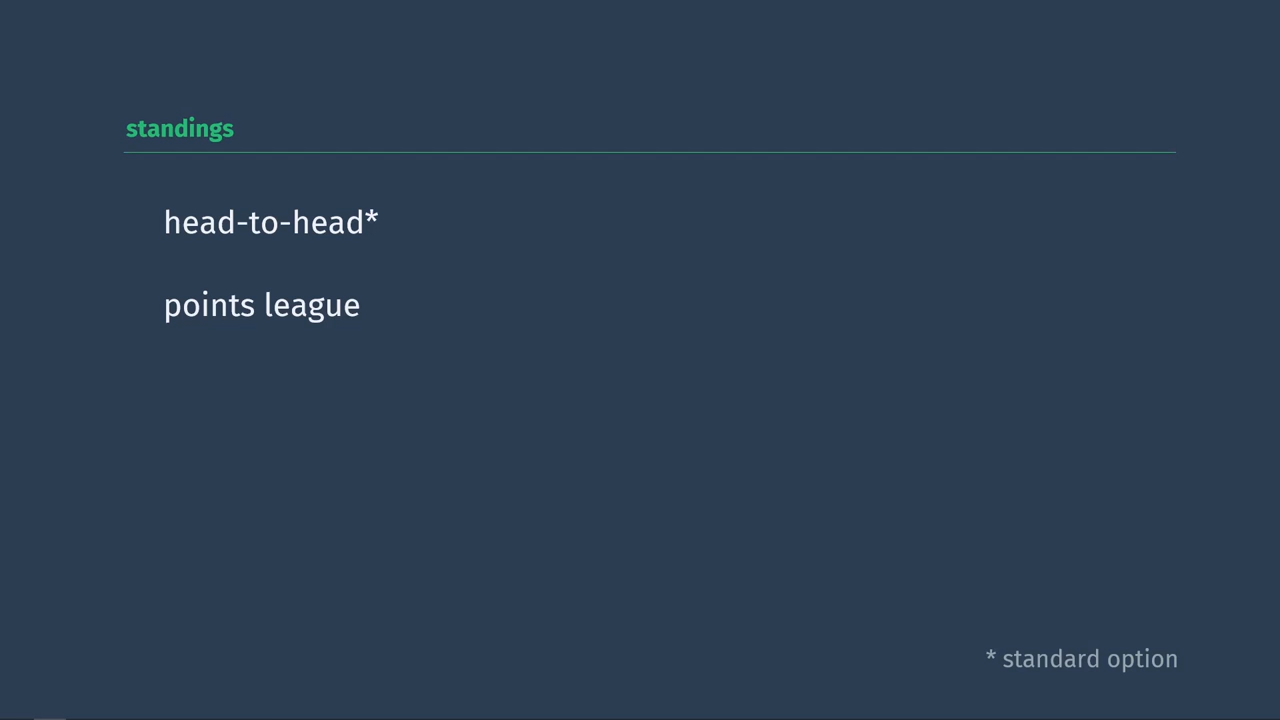 standings
head-to-head*
points league
* standard option